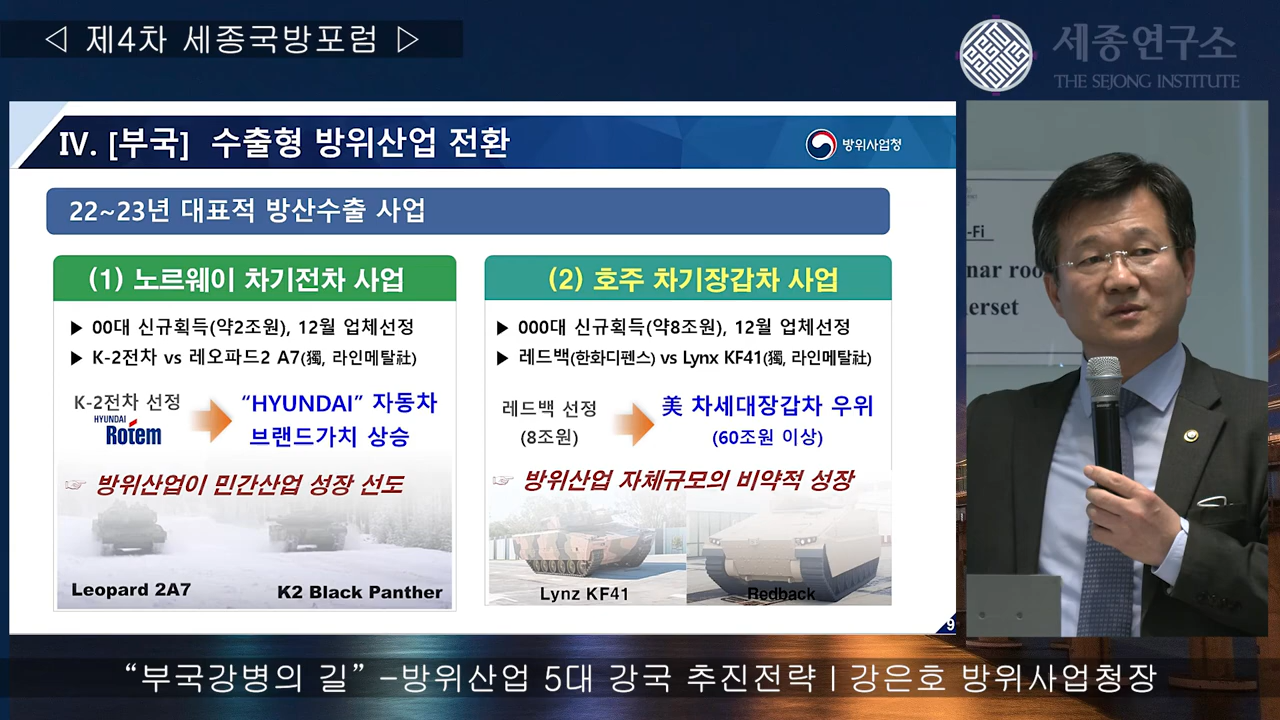 ◁ 제4차 세종국방포럼 ▷
세종연구소
THE SEJONG INSTITUTE
Ⅳ. [부국] 수출형 방위산업 전환
방위사업청
22~23년 대표적 방산수출 사업
(1) 노르웨이 차기전차 사업
▶ 00대 신규획득(약2조원), 12월 업체선정
▶ K-2전차 vs 레오파드2 A7(獨, 라인메탈社)
K-2전차 선정
HYUNDAI
Rotem
“HYUNDAI” 자동차
브랜드가치 상승
☞ 방위산업이 민간산업 성장 선도
Leopard 2A7
K2 Black Panther
(2) 호주 차기장갑차 사업
▶ 000대 신규획득(약8조원), 12월 업체선정
▶ 레드백(한화디펜스) vs Lynx KF41(獨, 라인메탈社)
레드백 선정
(8조원)
美 차세대장갑차 우위
(60조원 이상)
☞ 방위산업 자체규모의 비약적 성장
Lynz KF41
Redback
9
-Fi
nar roo
erset
“부국강병의 길” -방위산업 5대 강국 추진전략 | 강은호 방위사업청장